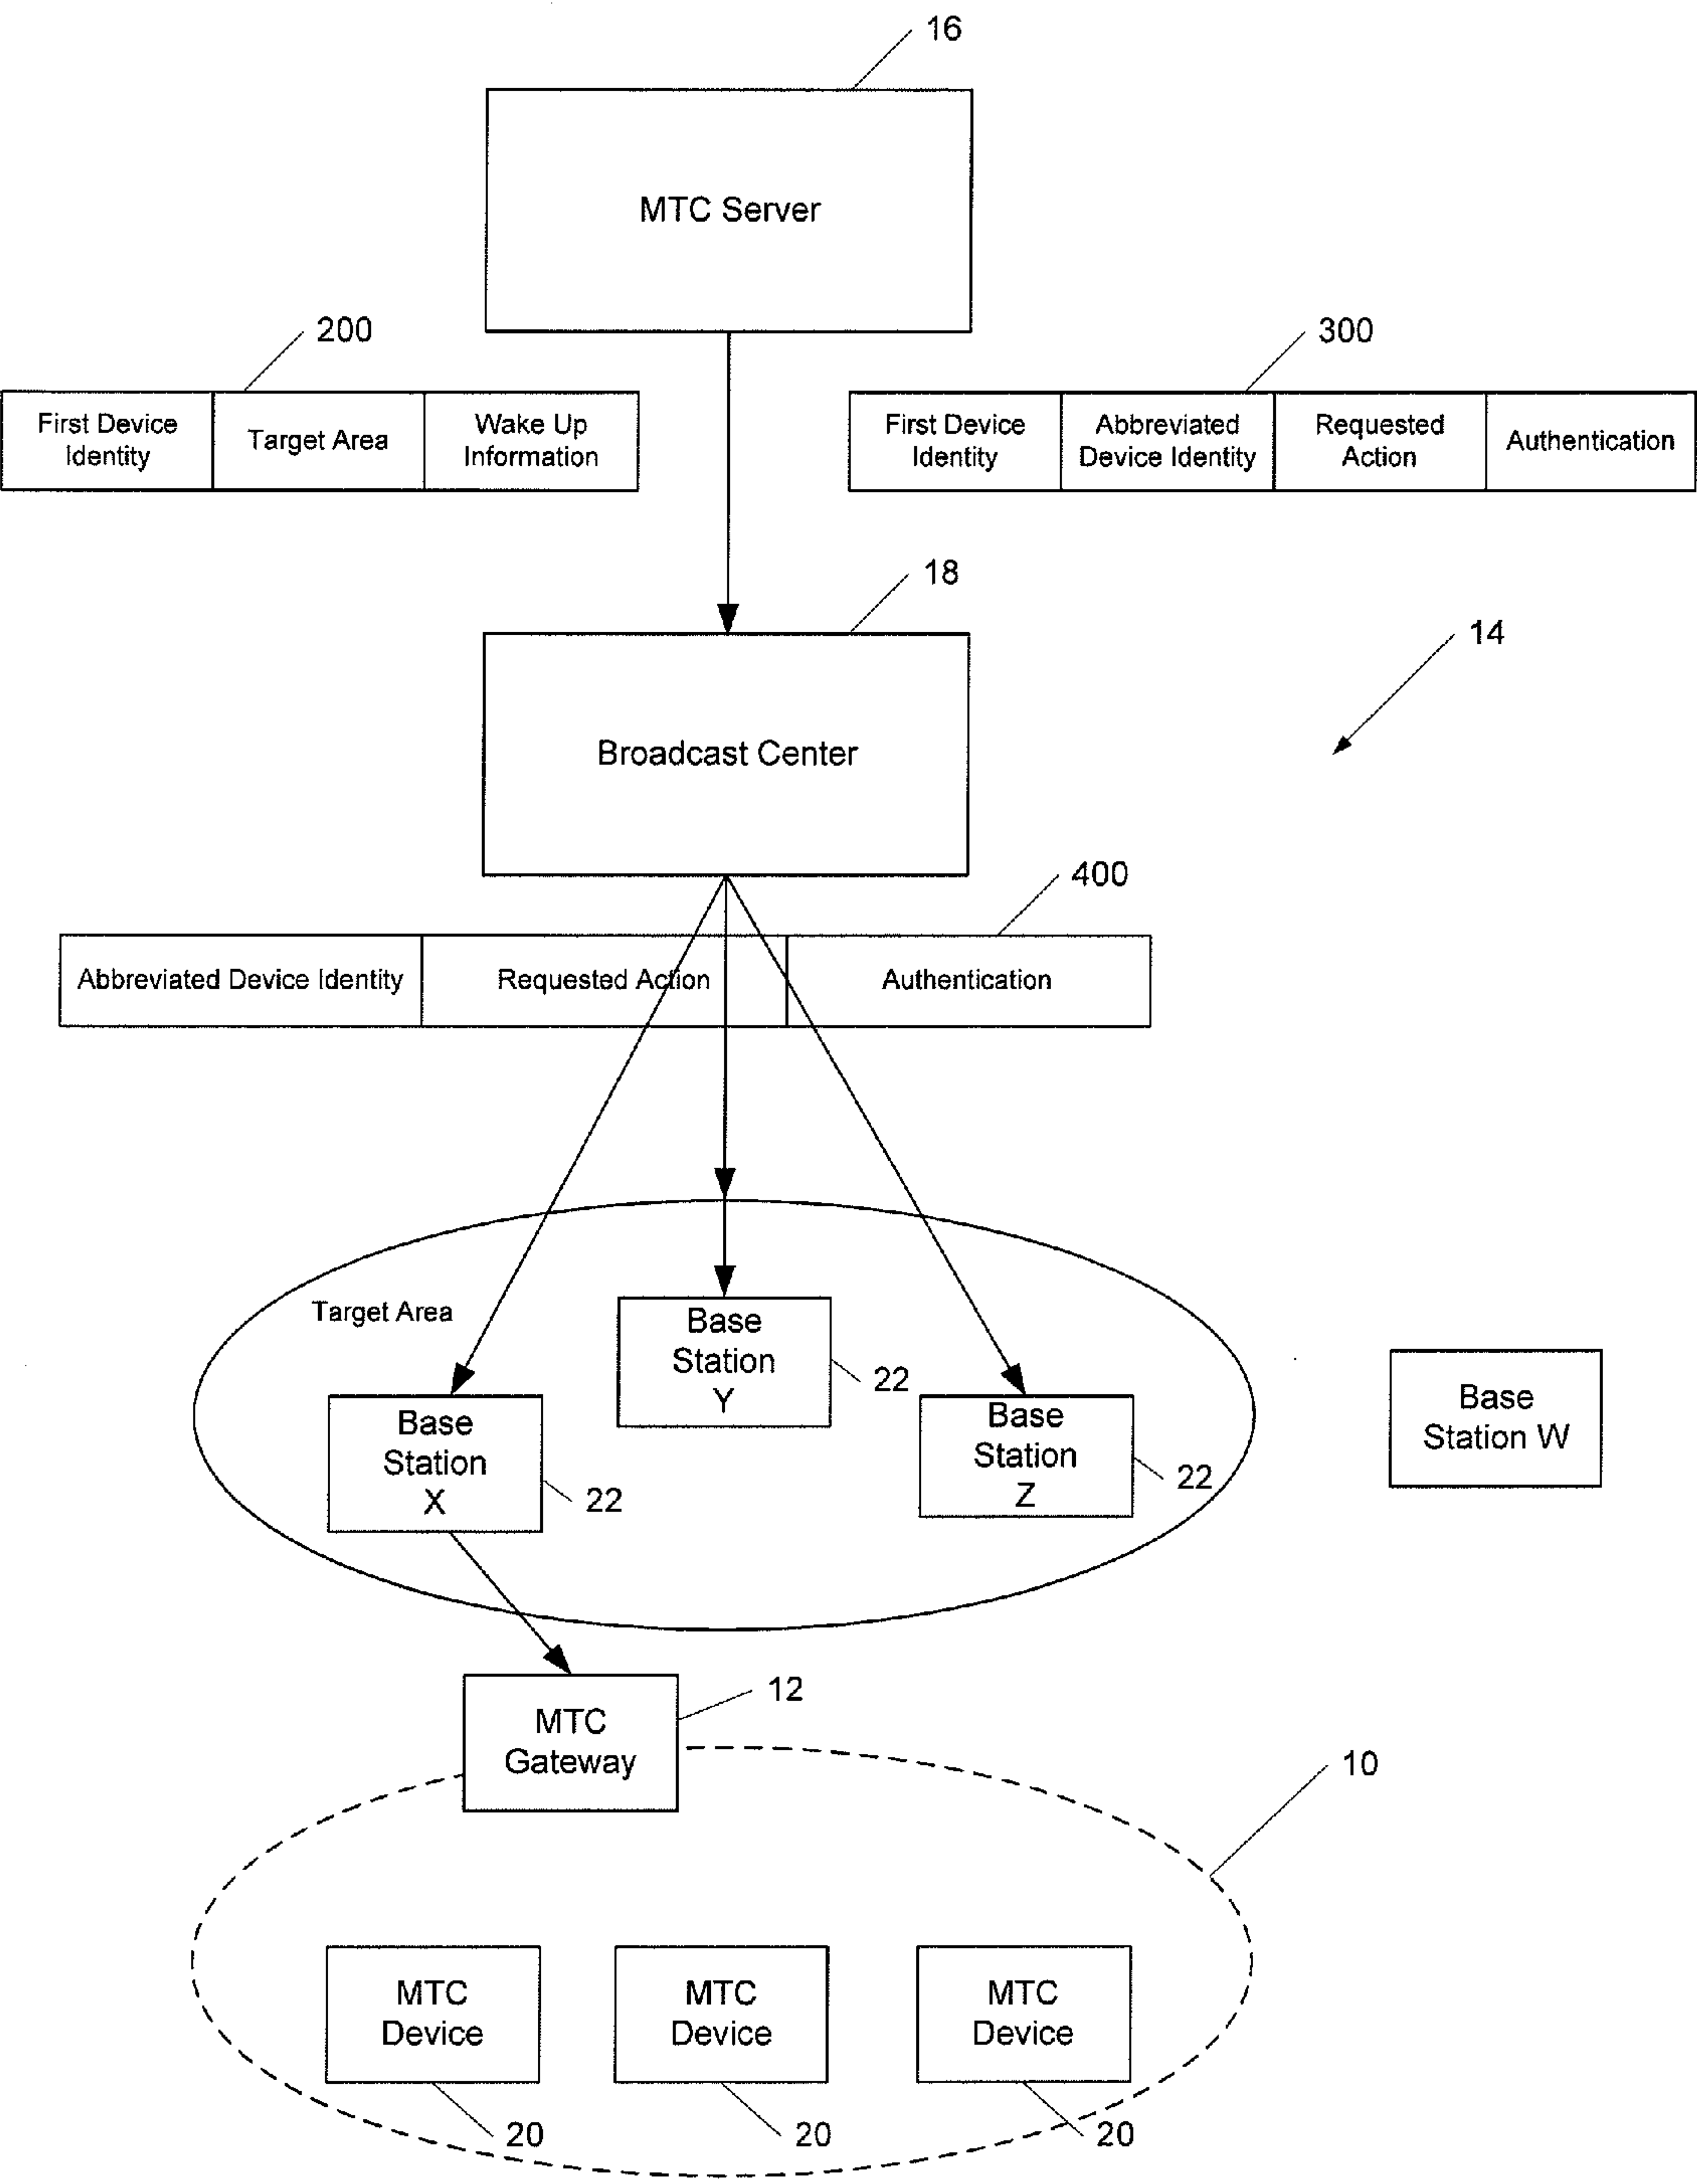 16
MTC Server
200
300
First Device
Identity
Target Area
Wake Up
Information
First Device
Identity
Abbreviated
Device Identity
Requested
Action
Authentication
18
14
Broadcast Center
400
Abbreviated Device Identity
Requested Action
Authentication
Target Area
Base
Station
Y
22
Base
Station
X
22
Base
Station
Z
22
Base
Station W
12
MTC
Gateway
10
MTC
Device
MTC
Device
MTC
Device
20
20
20